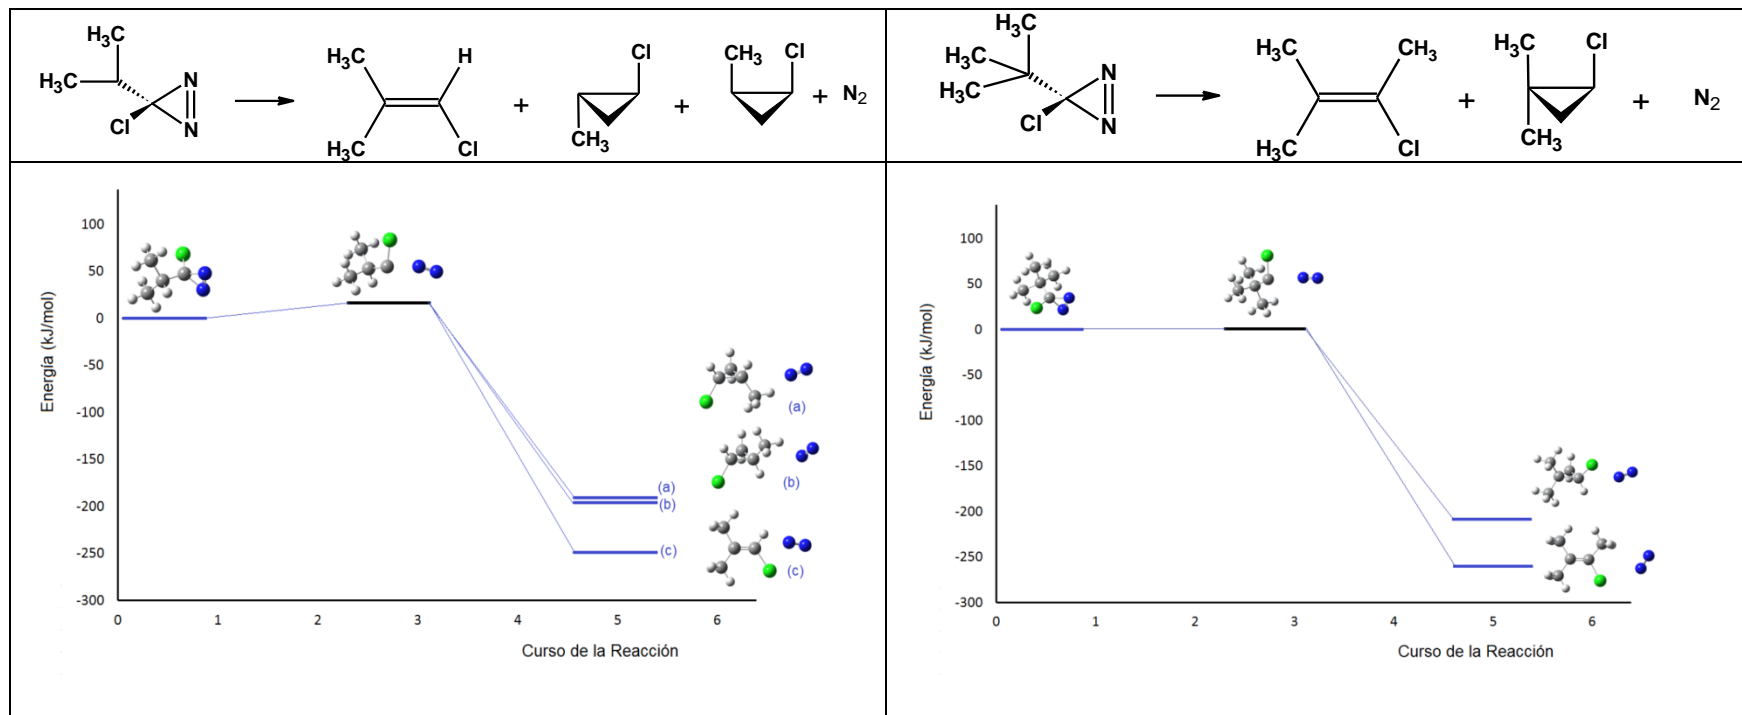 H₃C
H₃C
Cl
N
N
H₃C
H
H₃C
Cl
+
Cl
CH₃
+
CH₃
Cl
+ N₂
H₃C
H₃C
H₃C
Cl
N
N
H₃C
CH₃
H₃C
Cl
+
H₃C
Cl
CH₃
+
N₂
Energía (kJ/mol)
100
50
0
-50
-100
-150
-200
-250
-300
0 1 2 3 4 5 6
Curso de la Reacción
(a)
(b)
(a)
(b)
(c)
(c)
Energía (kJ/mol)
100
50
0
-50
-100
-150
-200
-250
-300
0 1 2 3 4 5 6
Curso de la Reacción